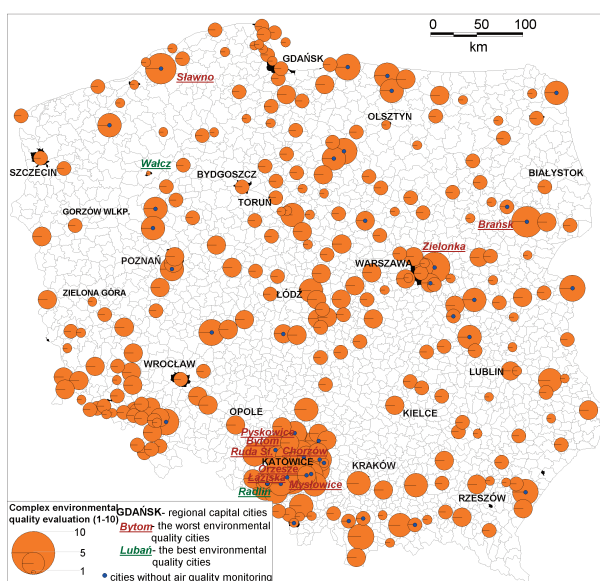 0 50 100
km
GDAŃSK
Sławno
OLSZTYN
SZCZECIN
Wałcz
BYDGOSZCZ
BIAŁYSTOK
TORUŃ
GORZÓW WLKP.
Brańsk
Zielonka
POZNAŃ
WARSZAWA
ZIELONA GÓRA
ŁÓDŹ
WROCŁAW
LUBLIN
OPOLE
KIELCE
Pyskowice
Bytom
Ruda Śl. Chorzów
KATOWICE
KRAKÓW
Orzesze
Łaziska
Mysłowice
Radlin
RZESZÓW
Complex environmental
quality evaluation (1-10)
10
5
1
GDAŃSK- regional capital cities
Bytom- the worst environmental
quality cities
Lubań- the best environmental
quality cities
cities without air quality monitoring